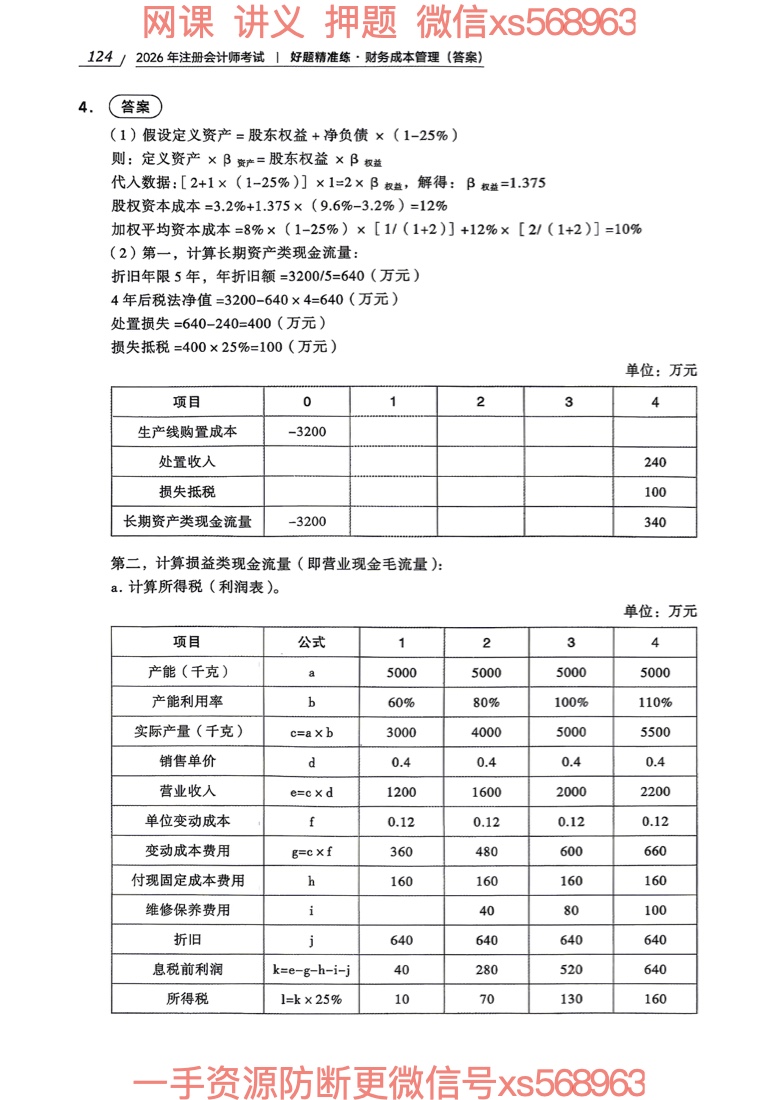 网课 讲义 押题 微信xs568963
124 / 2026年注册会计师考试 | 好题精准练·财务成本管理（答案）
4. 答案
（1）假设定义资产 = 股东权益 + 净负债 ×（1-25%）
则：定义资产 × β资产 = 股东权益 × β权益
代入数据：[2+1×（1-25%）]×1=2×β权益，解得：β权益=1.375
股权资本成本 =3.2%+1.375×（9.6%-3.2%）=12%
加权平均资本成本 =8%×（1-25%）×[1/（1+2）]+12%×[2/（1+2）]=10%
（2）第一，计算长期资产类现金流量：
折旧年限 5 年，年折旧额 =3200/5=640（万元）
4 年后税法净值 =3200-640×4=640（万元）
处置损失 =640-240=400（万元）
损失抵税 =400×25%=100（万元）
单位：万元
项目 0 1 2 3 4
生产线购置成本 -3200
处置收入 240
损失抵税 100
长期资产类现金流量 -3200 340
第二，计算损益类现金流量（即营业现金毛流量）：
a. 计算所得税（利润表）。
单位：万元
项目 公式 1 2 3 4
产能（千克） a 5000 5000 5000 5000
产能利用率 b 60% 80% 100% 110%
实际产量（千克） c=a×b 3000 4000 5000 5500
销售单价 d 0.4 0.4 0.4 0.4
营业收入 e=c×d 1200 1600 2000 2200
单位变动成本 f 0.12 0.12 0.12 0.12
变动成本费用 g=c×f 360 480 600 660
付现固定成本费用 h 160 160 160 160
维修保养费用 i 40 80 100
折旧 j 640 640 640 640
息税前利润 k=e-g-h-i-j 40 280 520 640
所得税 l=k×25% 10 70 130 160
一手资源防断更微信号xs568963